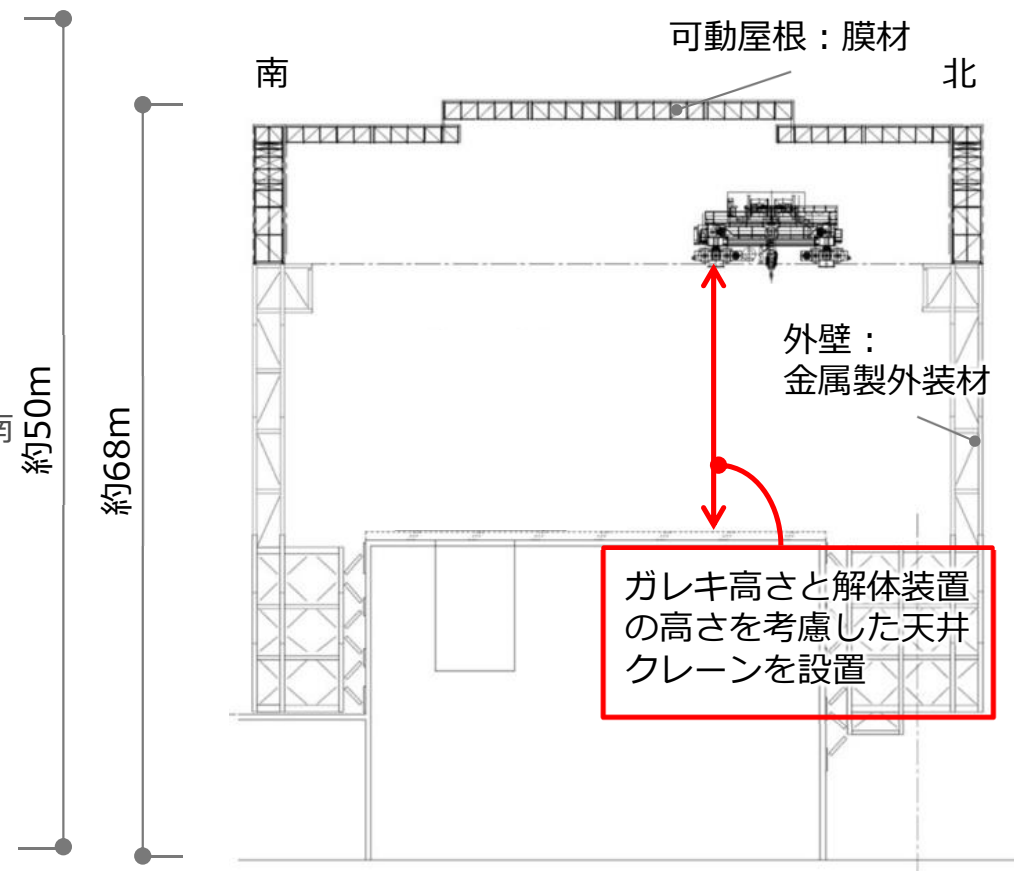 可動屋根：膜材
南
北
外壁：
金属製外装材
約50m
約68m
ガレキ高さと解体装置
の高さを考慮した天井
クレーンを設置